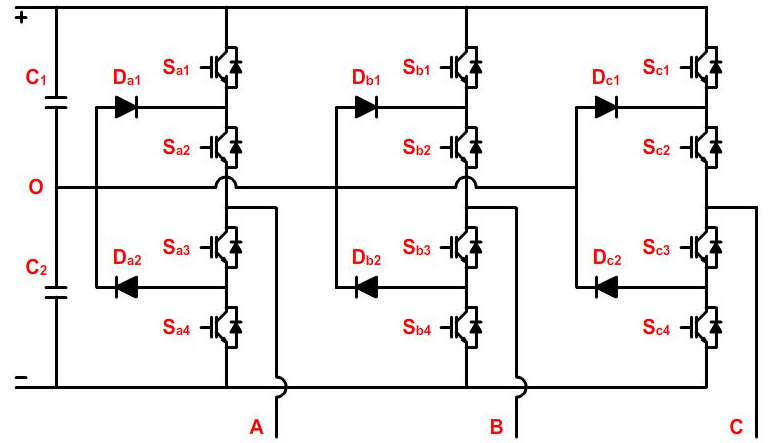 +
C1
Da1
Sa1
Db1
Sb1
Dc1
Sc1
Sa2
Sb2
Sc2
O
C2
Da2
Sa3
Db2
Sb3
Dc2
Sc3
Sa4
Sb4
Sc4
−
A
B
C